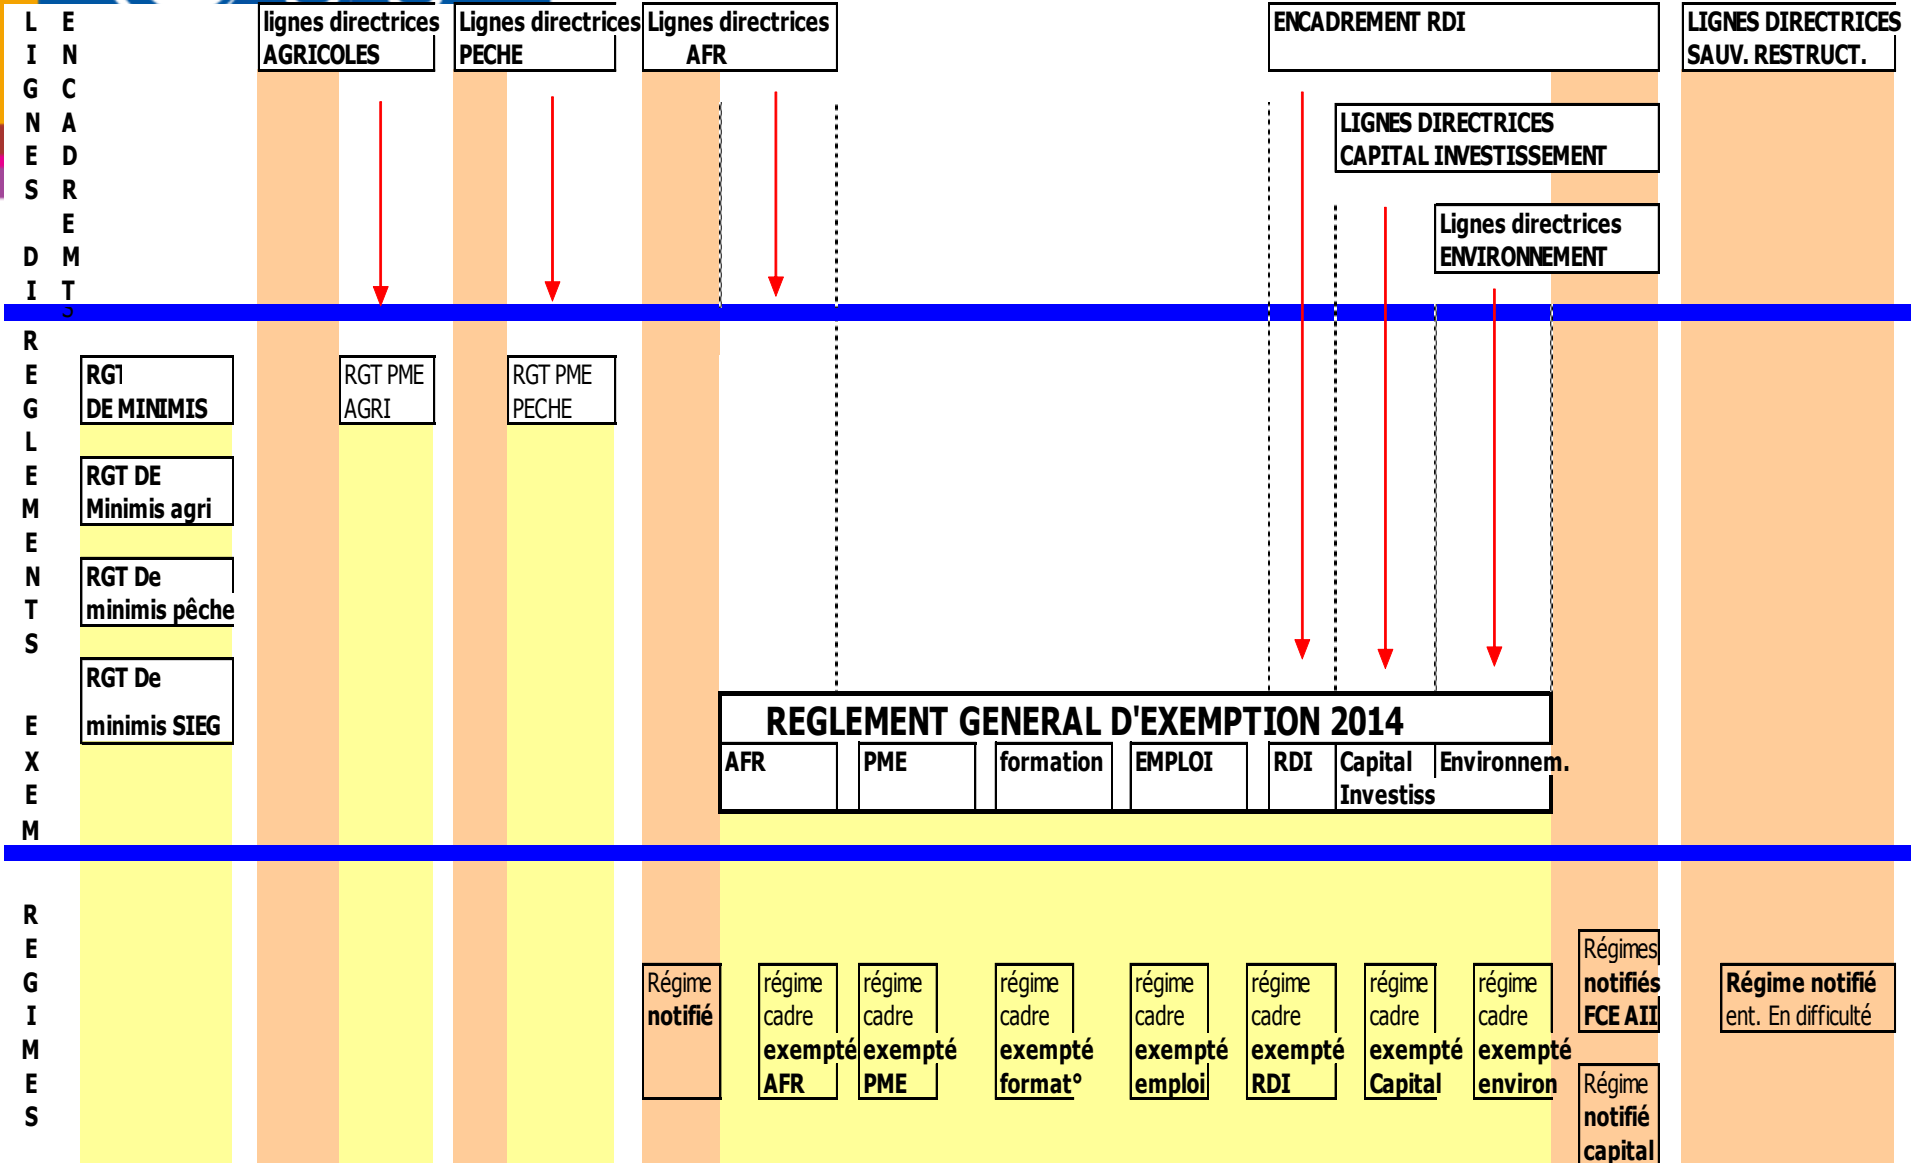 LIGNES DI
ENCADREMTS
lignes directrices
AGRICOLES
Lignes directrices
PECHE
Lignes directrices
AFR
ENCADREMENT RDI
LIGNES DIRECTRICES
SAUV. RESTRUCT.
LIGNES DIRECTRICES
CAPITAL INVESTISSEMENT
Lignes directrices
ENVIRONNEMENT
REGLEMENTS EXEM
RGT
DE MINIMIS
RGT PME
AGRI
RGT PME
PECHE
RGT DE
Minimis agri
RGT De
minimis pêche
RGT De
minimis SIEG
REGLEMENT GENERAL D'EXEMPTION 2014
AFR
PME
formation
EMPLOI
RDI
Capital
Investiss
Environnem.
REGIMES
Régime
notifié
régime
cadre
exempté
AFR
régime
cadre
exempté
PME
régime
cadre
exempté
format°
régime
cadre
exempté
emploi
régime
cadre
exempté
RDI
régime
cadre
exempté
Capital
régime
cadre
exempté
environ
Régimes
notifiés
FCE AII
Régime
notifié
capital
Régime notifié
ent. En difficulté